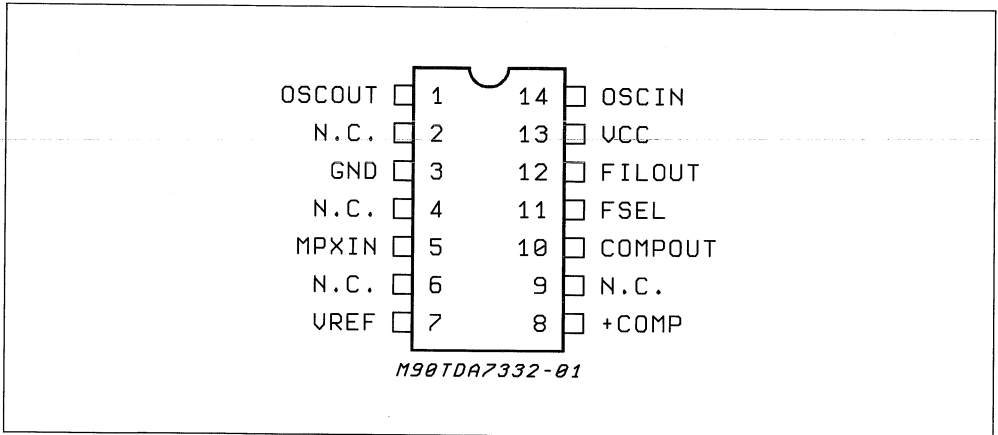 OSCOUT 1 14 OSCIN
N.C. 2 13 VCC
GND 3 12 FILOUT
N.C. 4 11 FSEL
MPXIN 5 10 COMPOUT
N.C. 6 9 N.C.
VREF 7 8 +COMP
M90TDA7332-01